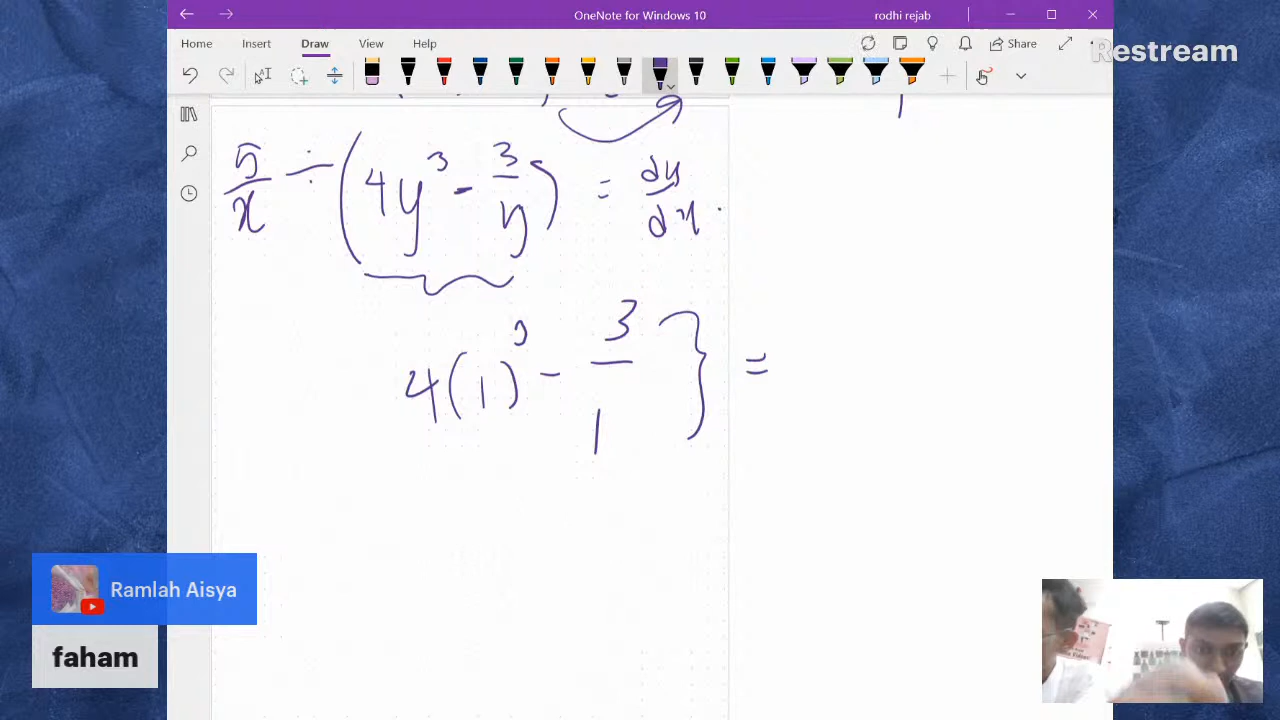 OneNote for Windows 10
rodhi rejab
Home Insert Draw View Help
Share
Restream
5/x ÷ (4y³ - 3/y) = dy/dx .
4(1)³ - 3/1 } =
Ramlah Aisya
faham